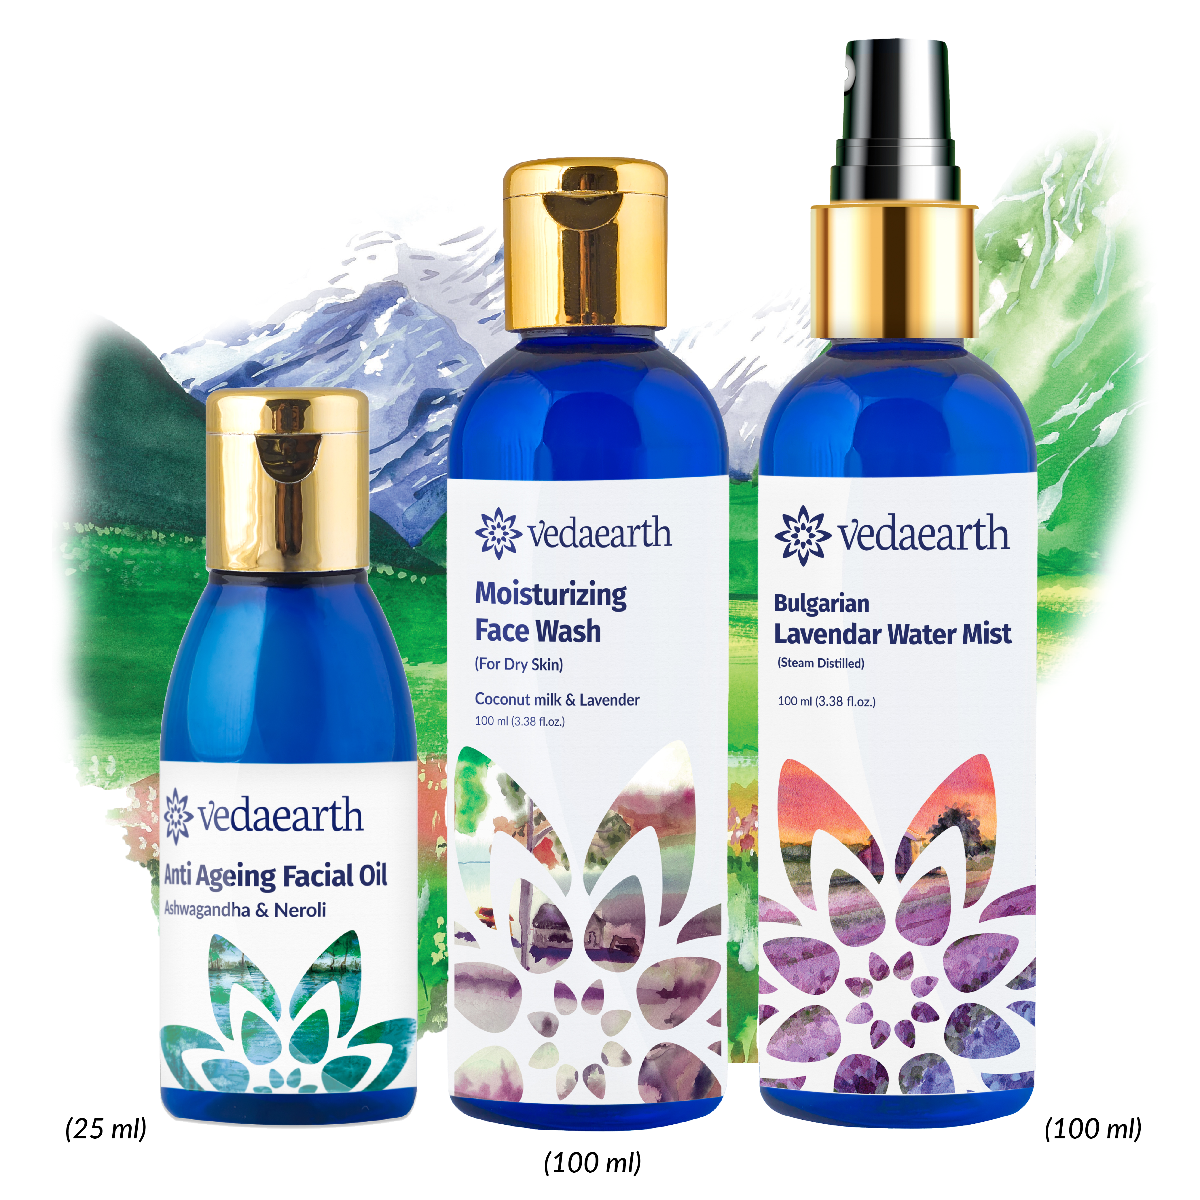 vedaearth
Anti Ageing Facial Oil
Ashwagandha & Neroli
(25 ml)
vedaearth
Moisturizing
Face Wash
(For Dry Skin)
Coconut milk & Lavender
100 ml (3.38 fl.oz.)
(100 ml)
vedaearth
Bulgarian
Lavendar Water Mist
(Steam Distilled)
100 ml (3.38 fl.oz.)
(100 ml)